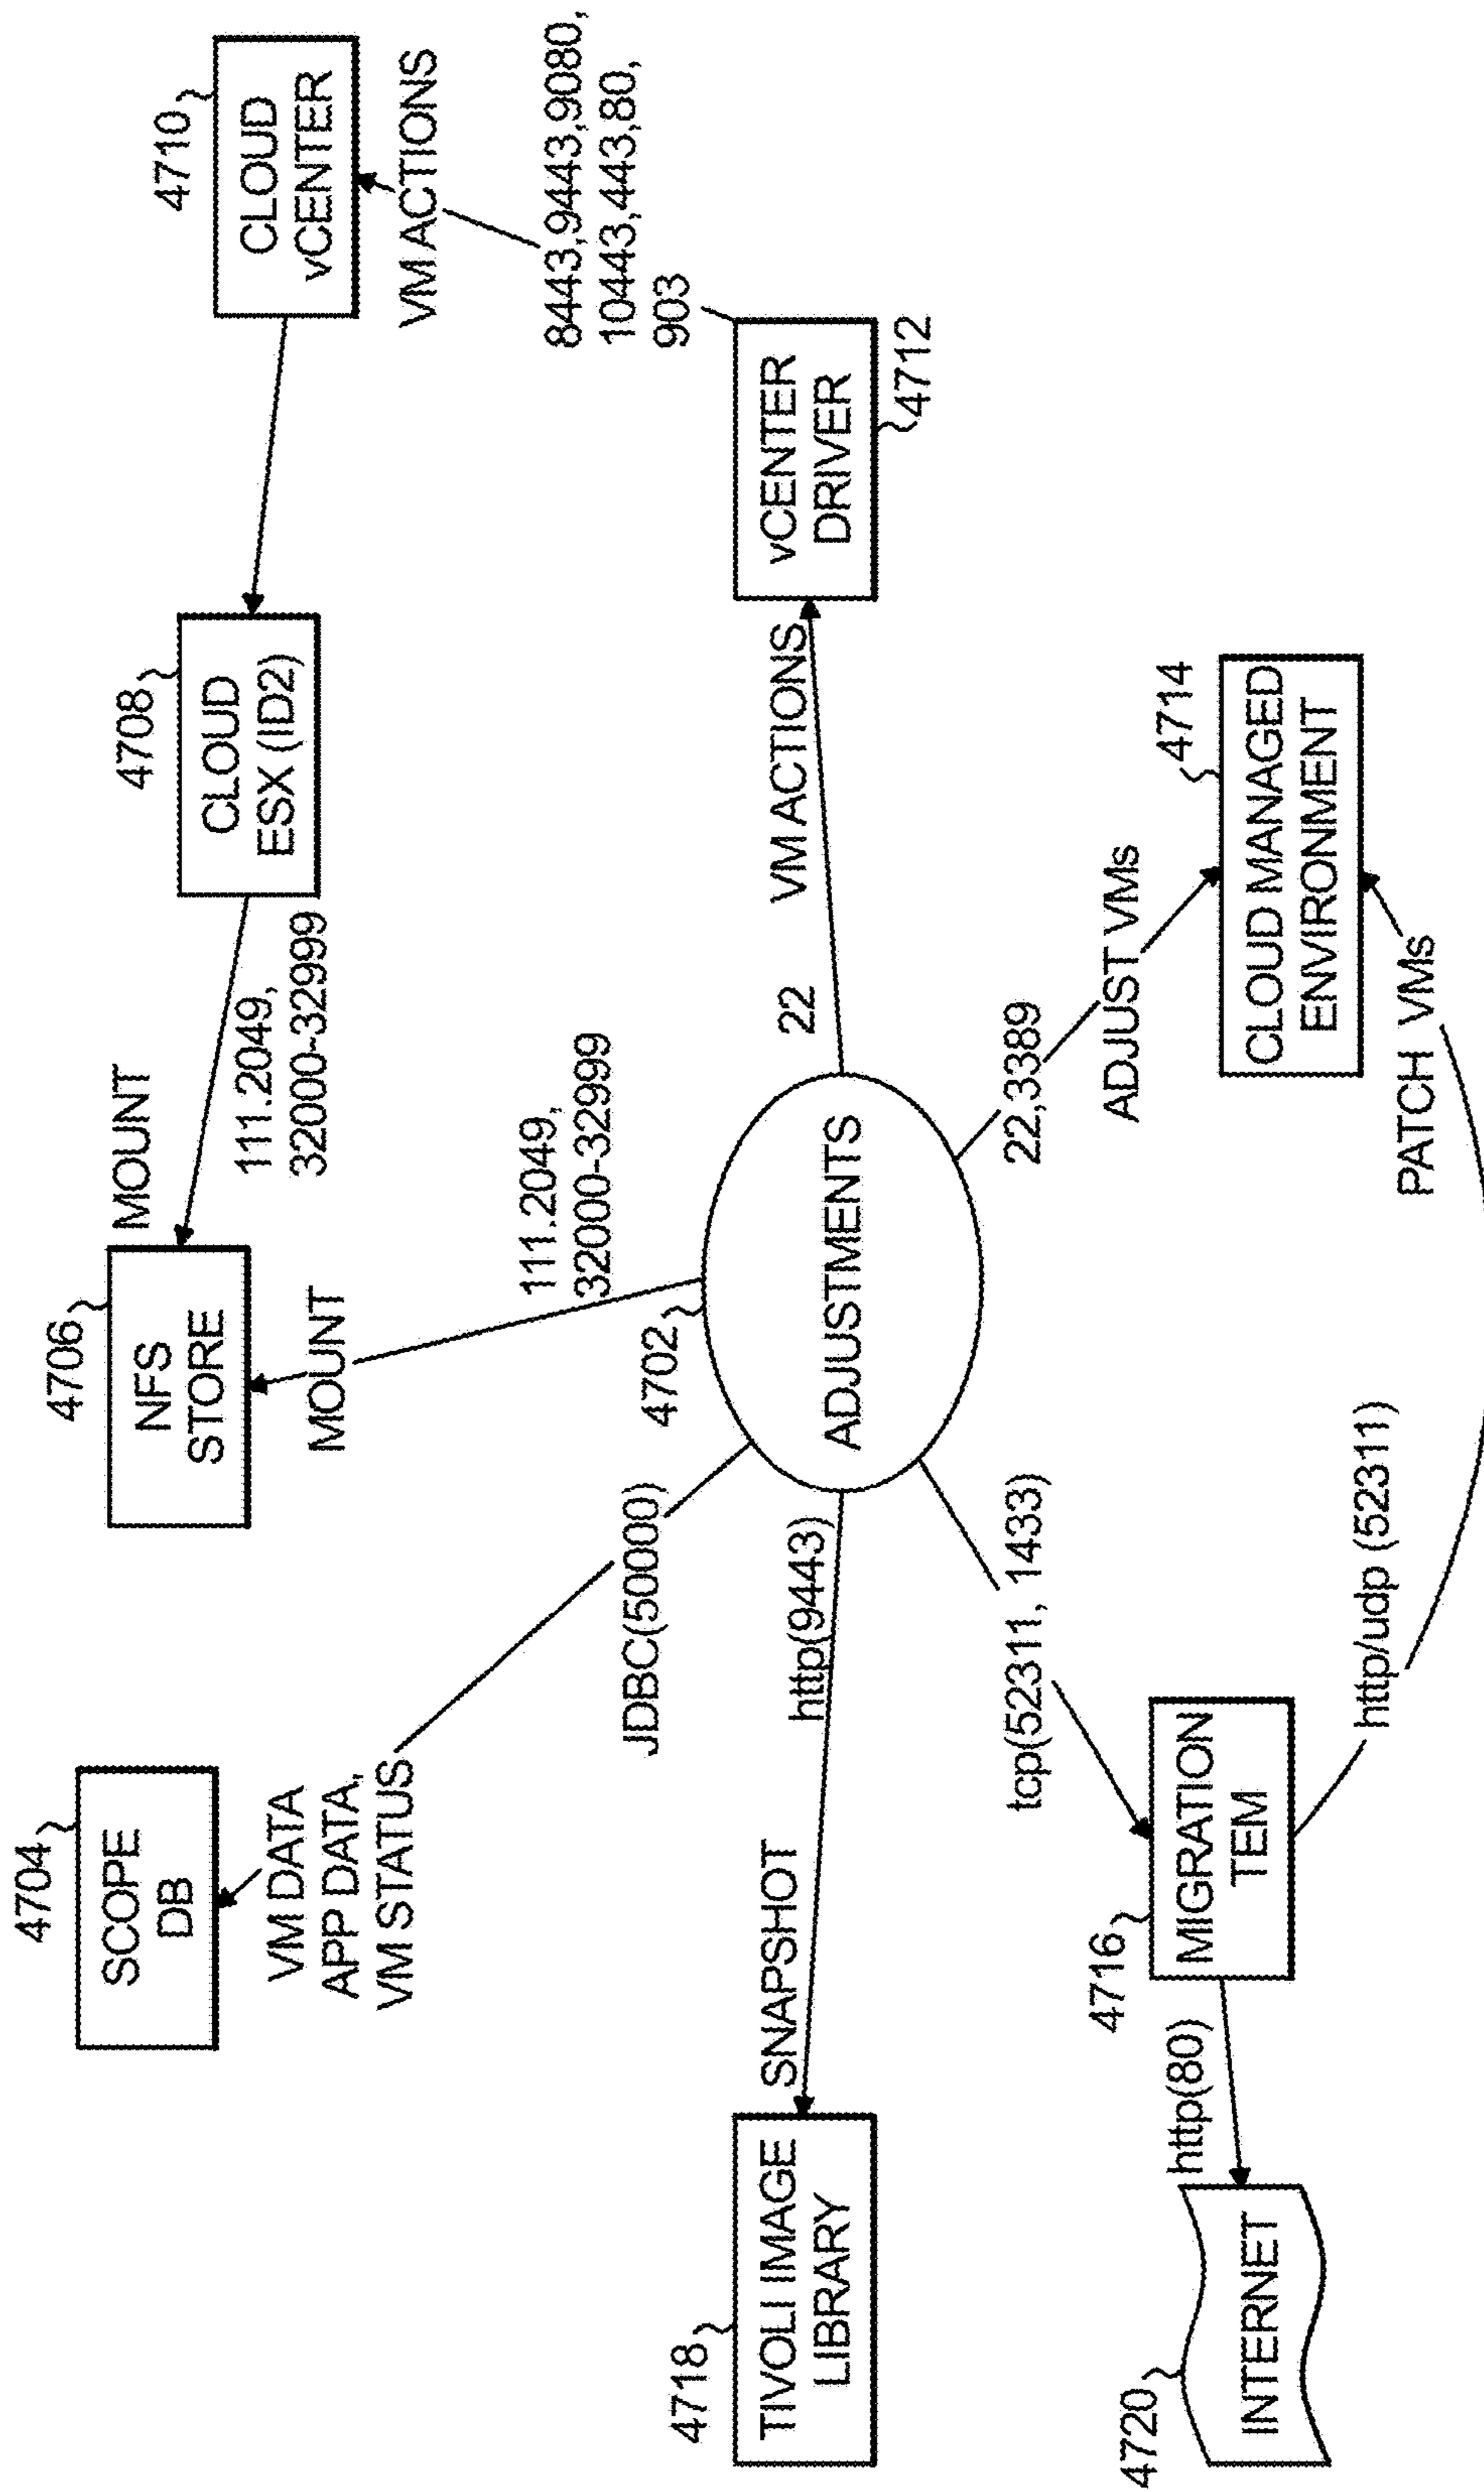 4704
SCOPE
DB
VM DATA
APP DATA,
VM STATUS
JDBC(50000)
4706
NFS
STORE
MOUNT
MOUNT
111.2049,
32000-32999
111.2049,
32000-32999
4708
CLOUD
ESX (ID2)
4710
CLOUD
vCENTER
VM ACTIONS
8443,9443,9080,
10443,443,80,
903
4718
TIVOLI IMAGE
LIBRARY
SNAPSHOT
http(9443)
4702
ADJUSTMENTS
22
VM ACTIONS
vCENTER
DRIVER
4712
4720
INTERNET
http(80)
4716
MIGRATION
TEM
tcp(52311, 1433)
22,3389
ADJUST VMs
4714
CLOUD MANAGED
ENVIRONMENT
http/udp (52311)
PATCH VMs